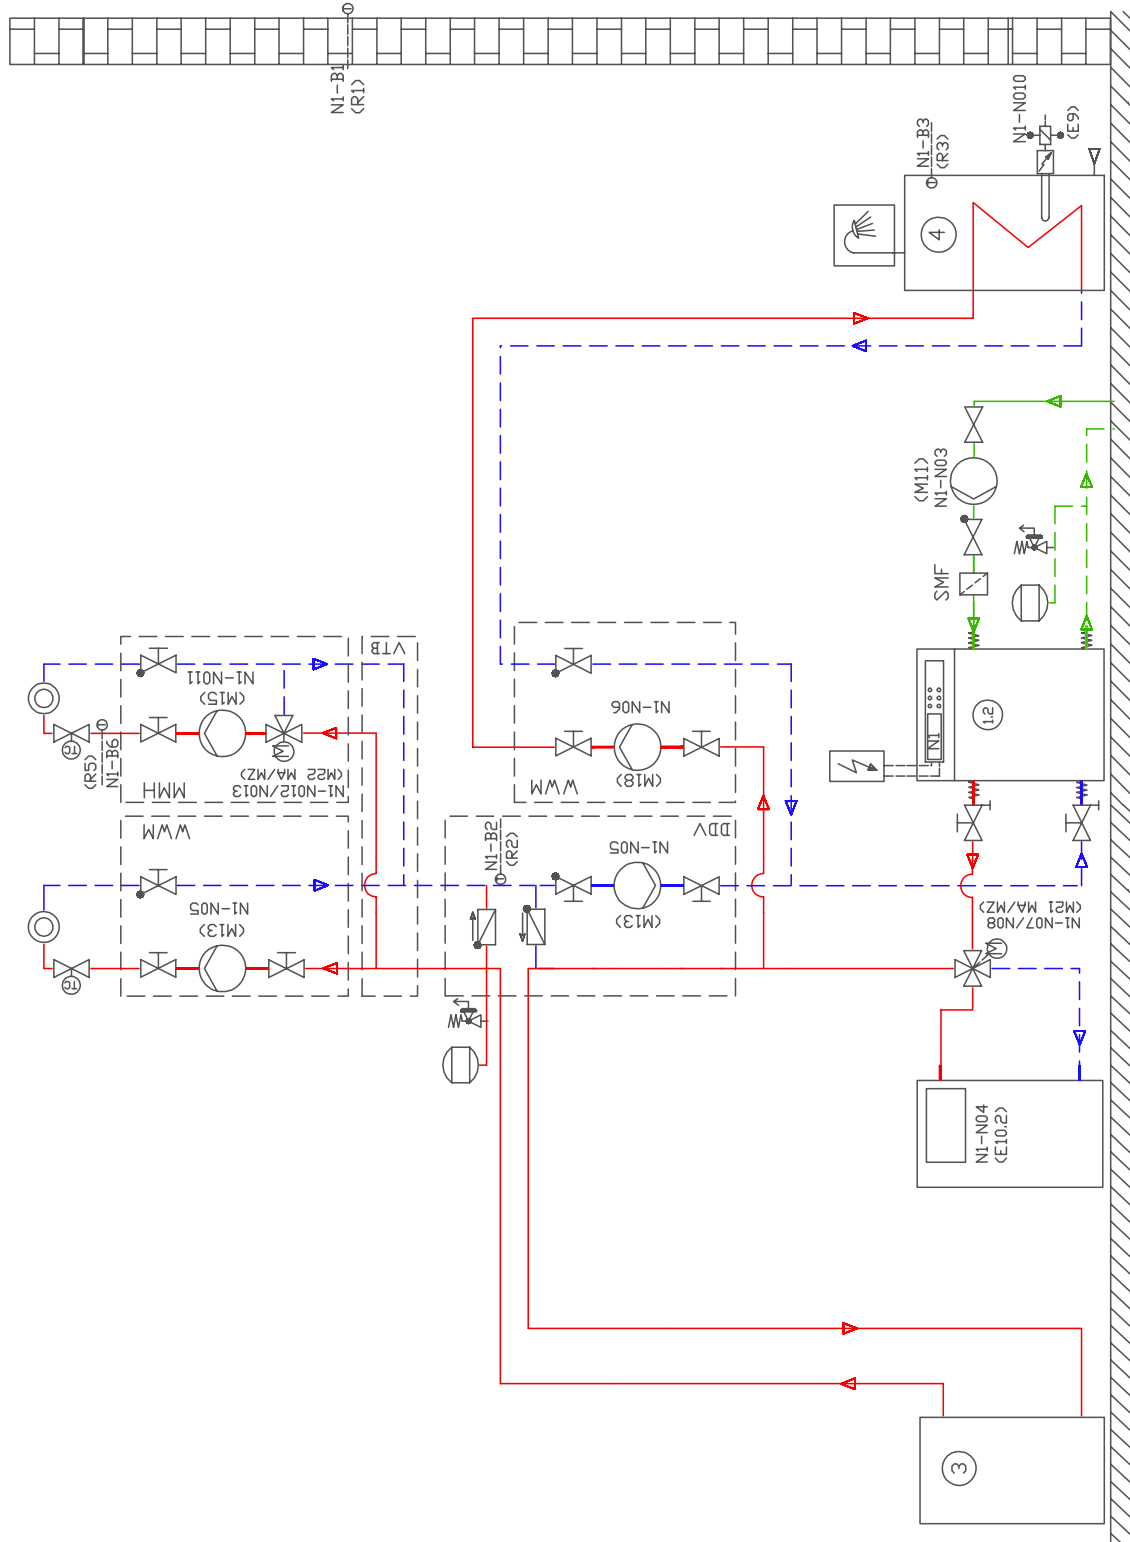 N1-B1
(R1)
N1-B3
(R3)
N1-N010
(E9)
4
(M11)
N1-N03
SMF
N1
1.2
VTB
N1-N011
(M15)
M
N1-N012/N013
(M22 MA/MZ)
MMH
TC
(R5)
N1-B6
WWM
N1-N05
(M13)
TC
N1-N06
(M18)
WWM
N1-B2
(R2)
DDV
N1-N05
(M13)
N1-N07/N08
(M21 MA/MZ)
M
N1-N04
(E10.2)
3